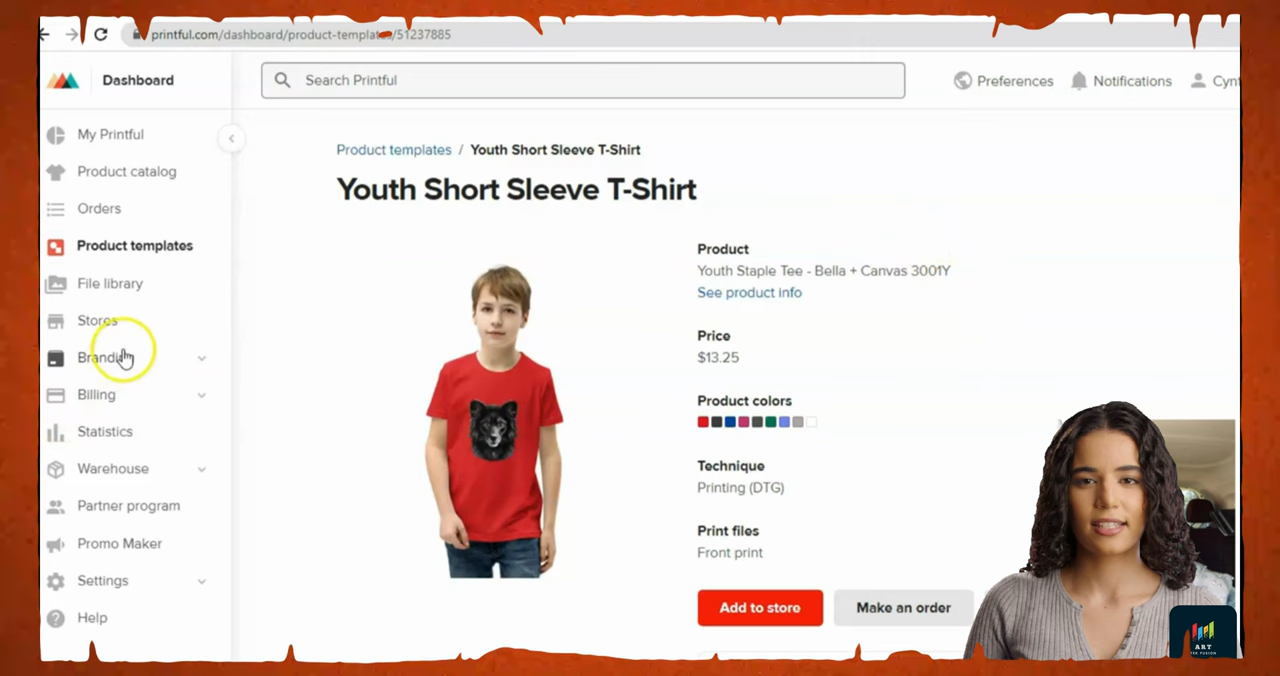 printful.com/dashboard/product-templates/51237885
Dashboard
Search Printful
Preferences
Notifications
Cynt
My Printful
Product catalog
Orders
Product templates
File library
Stores
Billing
Statistics
Warehouse
Partner program
Promo Maker
Settings
Help
Product templates / Youth Short Sleeve T-Shirt
Youth Short Sleeve T-Shirt
Product
Youth Staple Tee - Bella + Canvas 3001Y
See product info
Price
$13.25
Product colors
Technique
Printing (DTG)
Print files
Front print
Add to store
Make an order
ART